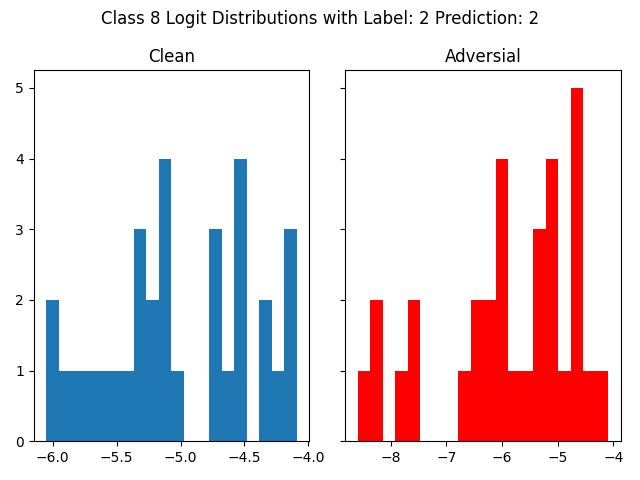 Class 8 Logit Distributions with Label: 2 Prediction: 2
Clean
Adversial
5
4
3
2
1
0
−6.0 −5.5 −5.0 −4.5 −4.0
−8 −7 −6 −5 −4